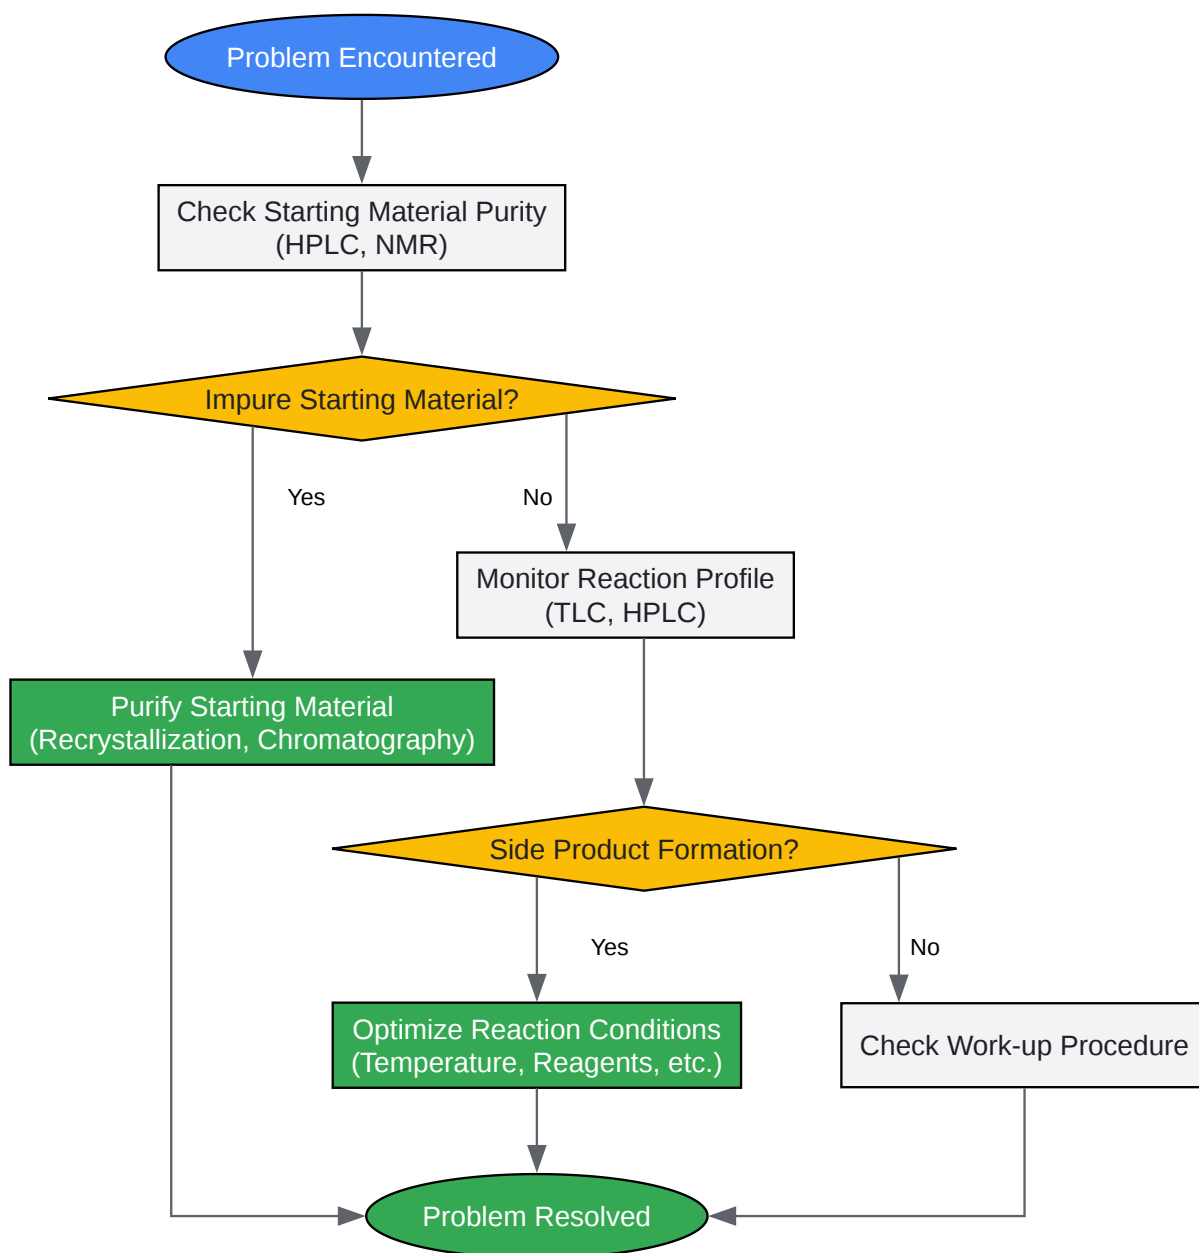 Problem Encountered
Check Starting Material Purity
(HPLC, NMR)
Impure Starting Material?
Yes
No
Monitor Reaction Profile
(TLC, HPLC)
Purify Starting Material
(Recrystallization, Chromatography)
Side Product Formation?
Yes
No
Optimize Reaction Conditions
(Temperature, Reagents, etc.)
Check Work-up Procedure
Problem Resolved